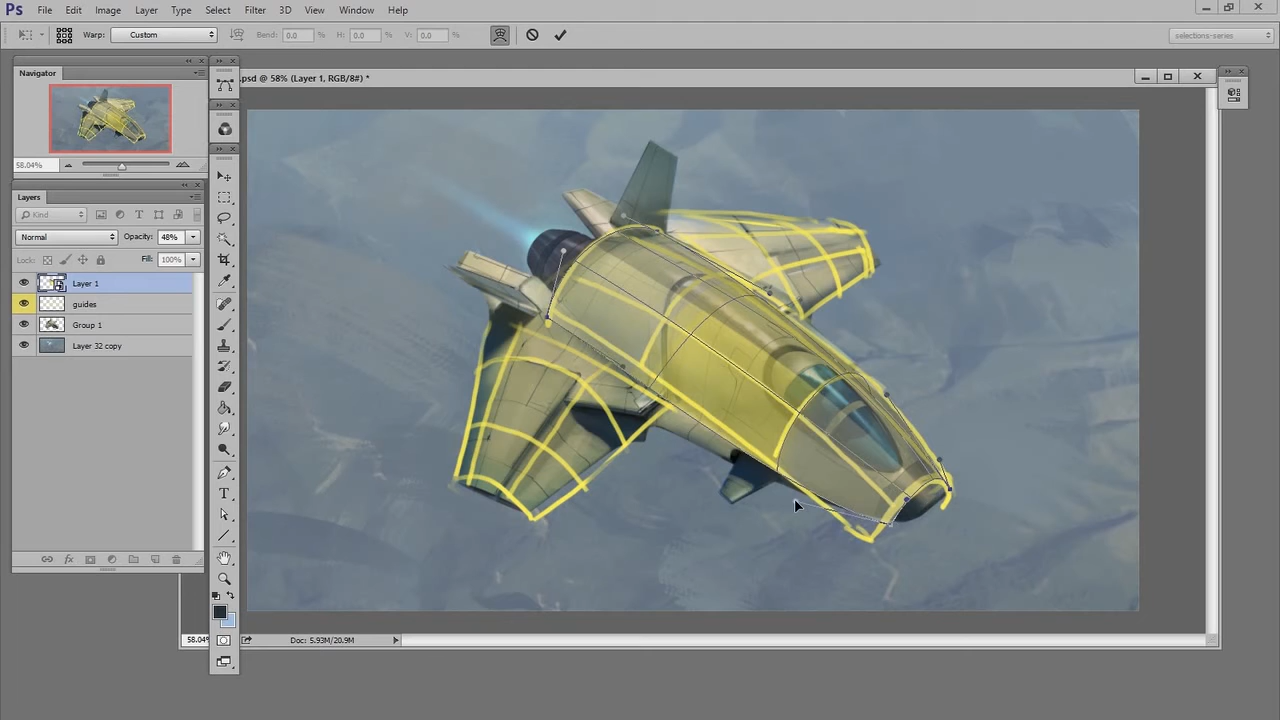 Ps File Edit Image Layer Type Select Filter 3D View Window Help
Warp: Custom Bend: 0.0 % H: 0.0 % V: 0.0 % selections-series
Navigator
.psd @ 58% (Layer 1, RGB/8#) *
58.04%
Layers
Kind
Normal Opacity: 48%
Lock: Fill: 100%
Layer 1
guides
Group 1
Layer 32 copy
T
58.04% Doc: 5.93M/20.9M